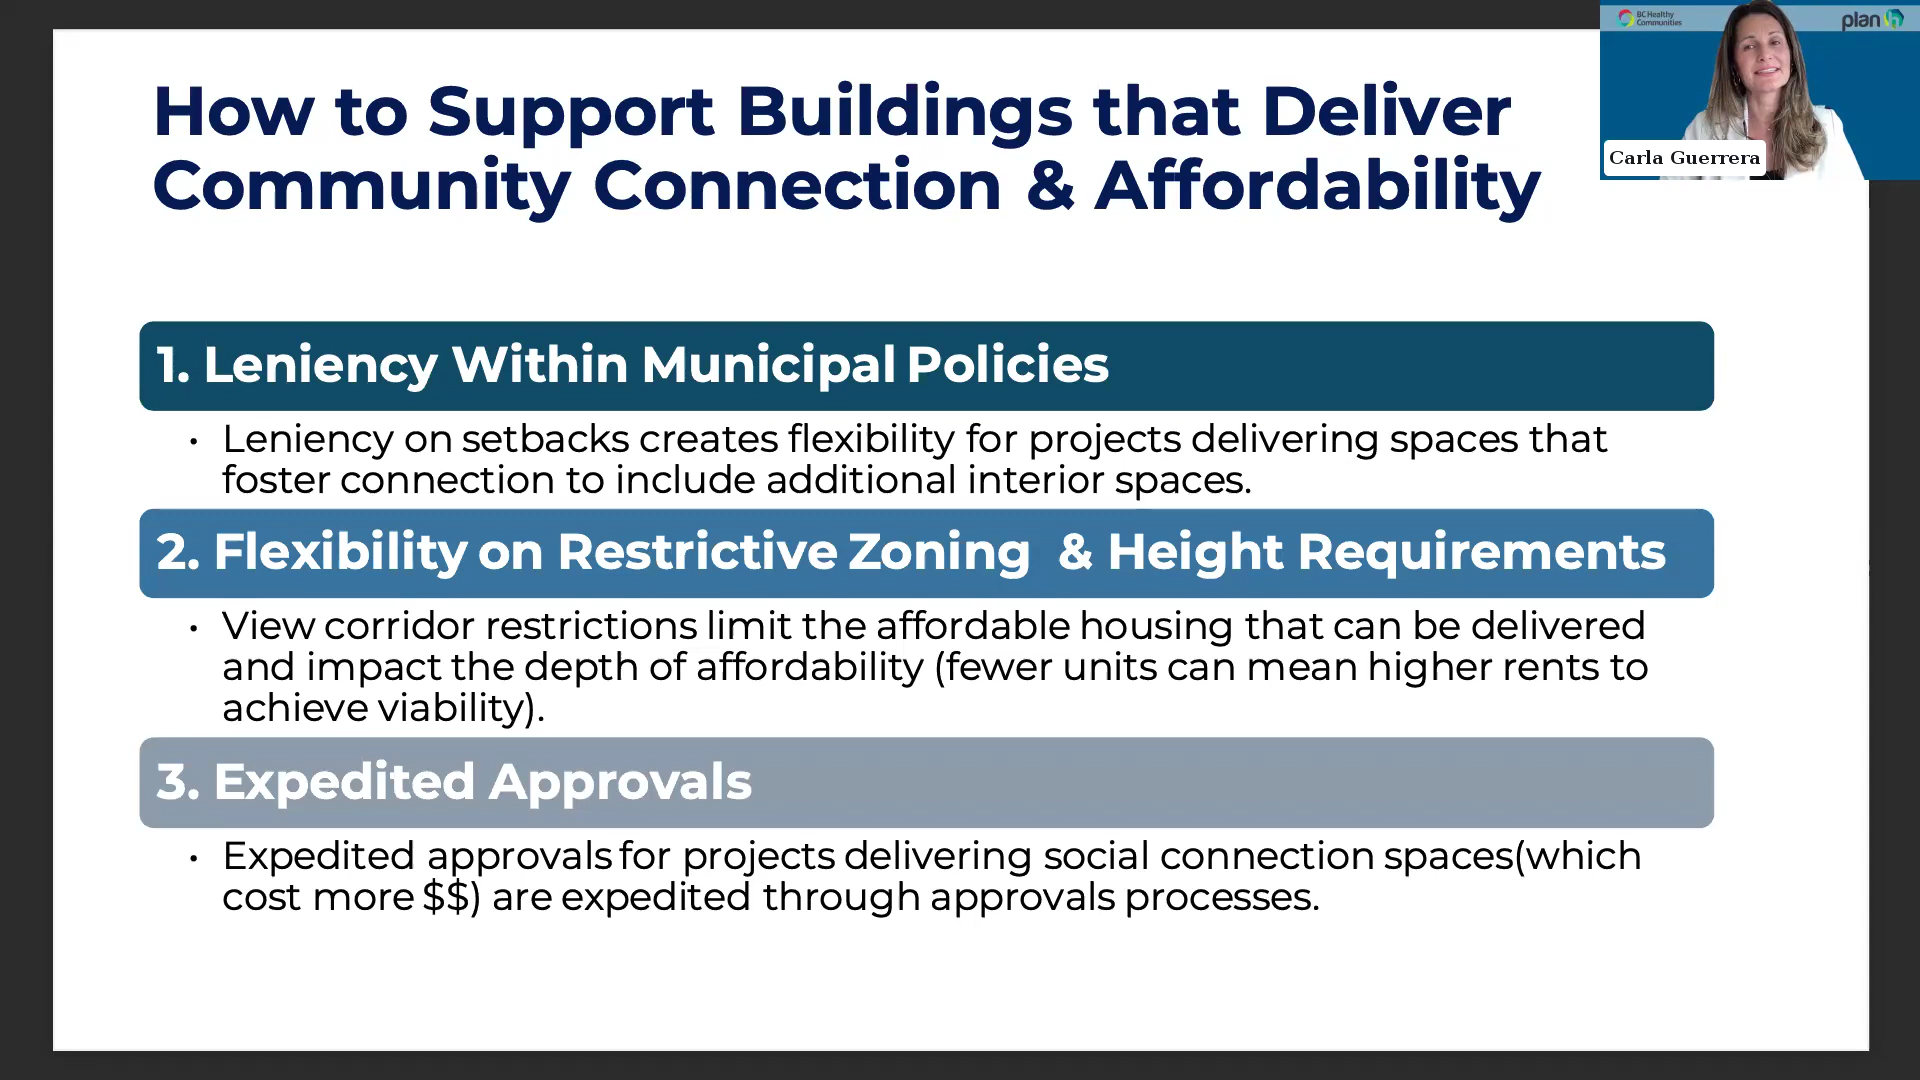 How to Support Buildings that Deliver
Community Connection & Affordability
BC Healthy
Communities
plan h
Carla Guerrera
1. Leniency Within Municipal Policies
• Leniency on setbacks creates flexibility for projects delivering spaces that
foster connection to include additional interior spaces.
2. Flexibility on Restrictive Zoning & Height Requirements
• View corridor restrictions limit the affordable housing that can be delivered
and impact the depth of affordability (fewer units can mean higher rents to
achieve viability).
3. Expedited Approvals
• Expedited approvals for projects delivering social connection spaces(which
cost more $$) are expedited through approvals processes.